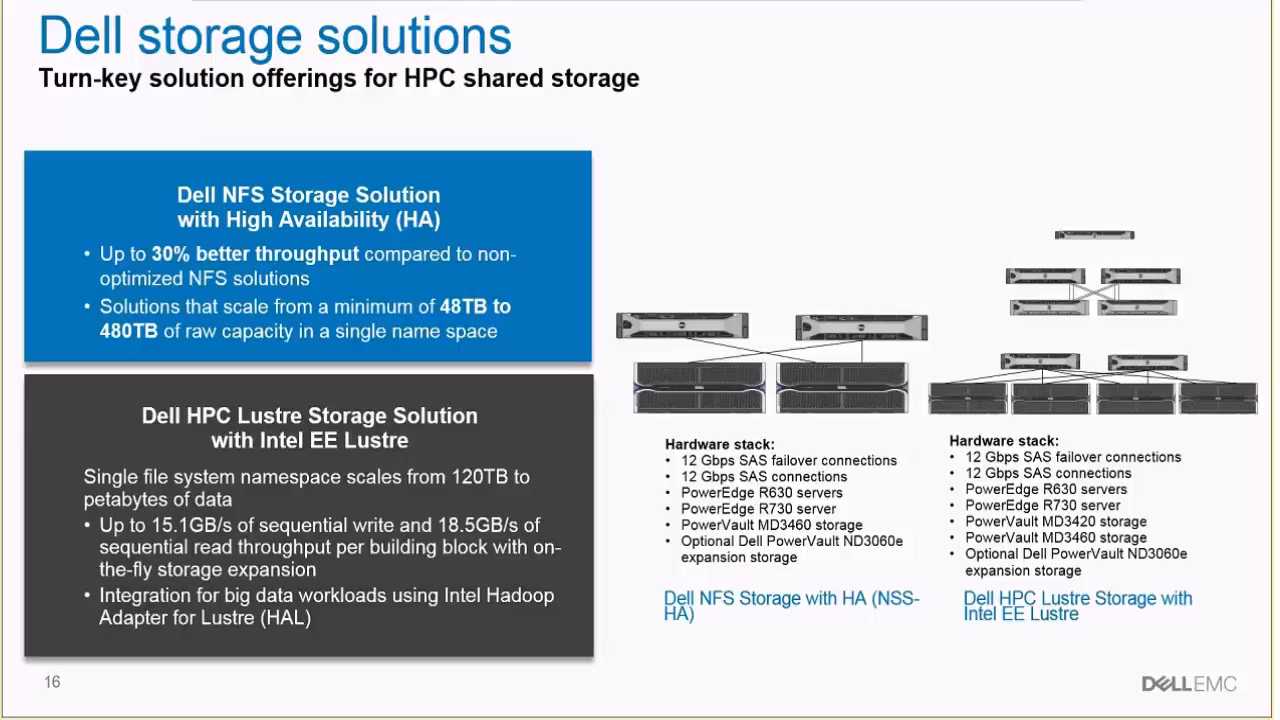 Dell storage solutions
Turn-key solution offerings for HPC shared storage
Dell NFS Storage Solution
with High Availability (HA)
• Up to 30% better throughput compared to non-
optimized NFS solutions
• Solutions that scale from a minimum of 48TB to
480TB of raw capacity in a single name space
Dell HPC Lustre Storage Solution
with Intel EE Lustre
Single file system namespace scales from 120TB to
petabytes of data
• Up to 15.1GB/s of sequential write and 18.5GB/s of
sequential read throughput per building block with on-
the-fly storage expansion
• Integration for big data workloads using Intel Hadoop
Adapter for Lustre (HAL)
Hardware stack:
• 12 Gbps SAS failover connections
• 12 Gbps SAS connections
• PowerEdge R630 servers
• PowerEdge R730 server
• PowerVault MD3460 storage
• Optional Dell PowerVault ND3060e
expansion storage
Dell NFS Storage with HA (NSS-
HA)
Hardware stack:
• 12 Gbps SAS failover connections
• 12 Gbps SAS connections
• PowerEdge R630 servers
• PowerEdge R730 server
• PowerVault MD3420 storage
• PowerVault MD3460 storage
• Optional Dell PowerVault ND3060e
expansion storage
Dell HPC Lustre Storage with
Intel EE Lustre
16
DELLEMC